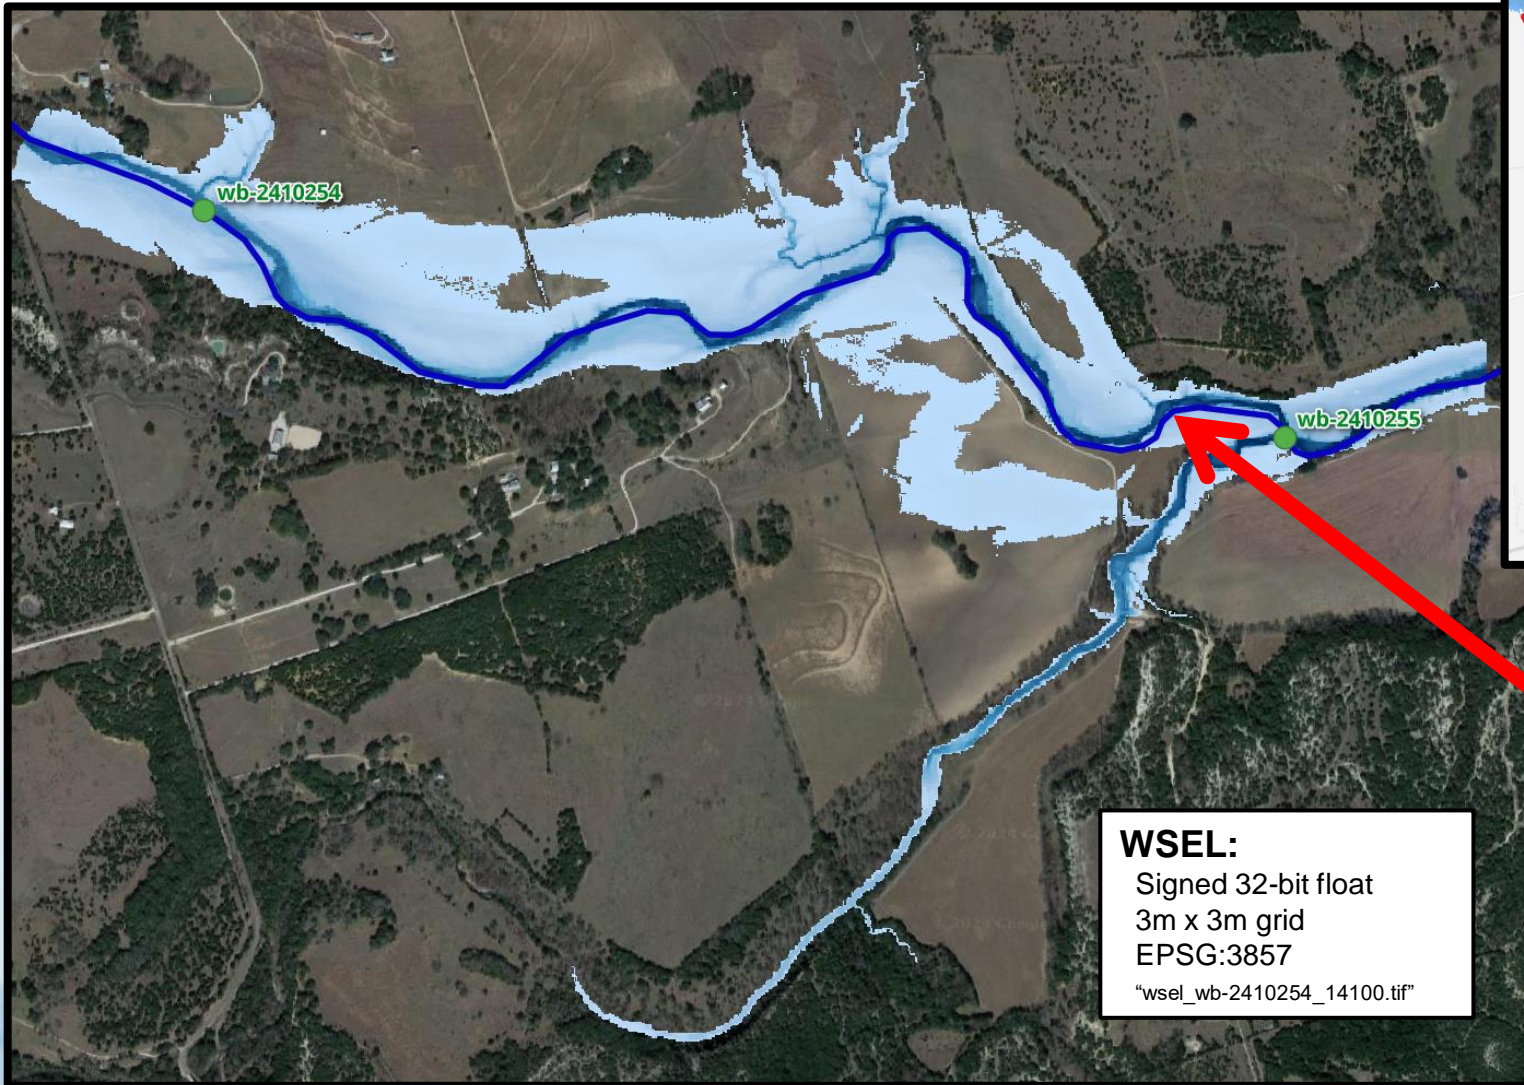 wb-2410254
wb-2410255
WSEL:
Signed 32-bit float
3m x 3m grid
EPSG:3857
“wsel_wb-2410254_14100.tif”